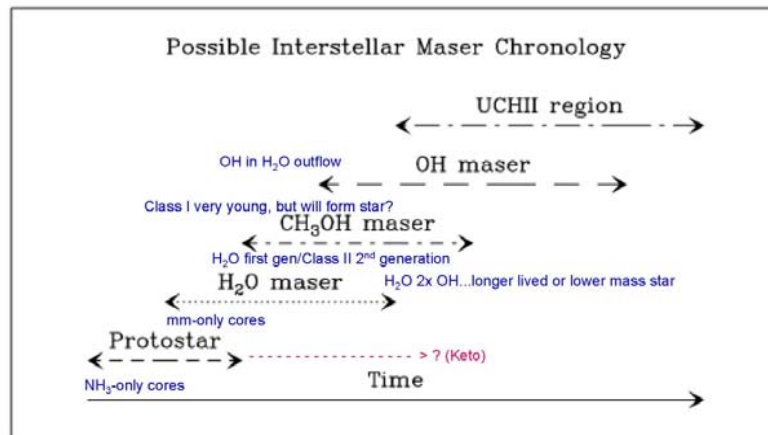 Possible Interstellar Maser Chronology
UCHII region
OH in H₂O outflow
OH maser
Class I very young, but will form star?
CH₃OH maser
H₂O first gen/Class II 2ⁿᵈ generation
H₂O maser
H₂O 2x OH...longer lived or lower mass star
mm-only cores
Protostar
> ? (Keto)
NH₃-only cores
Time